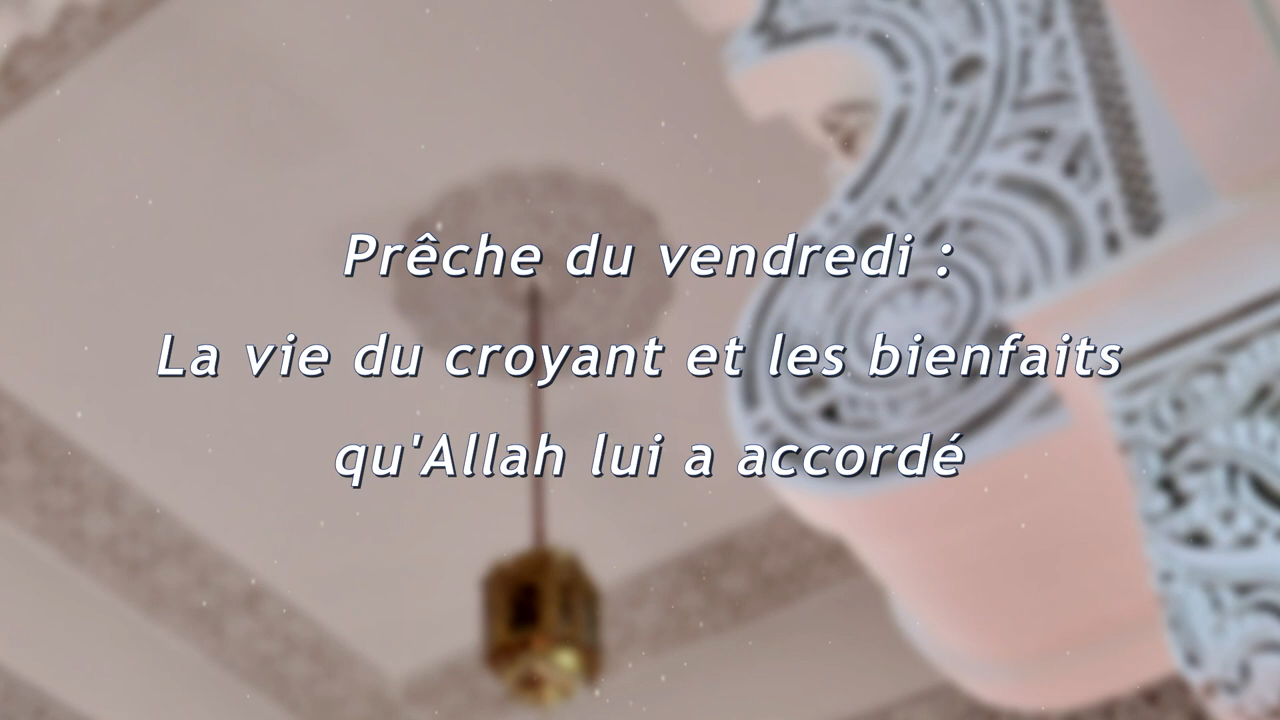 Prêche du vendredi :
La vie du croyant et les bienfaits
qu'Allah lui a accordé